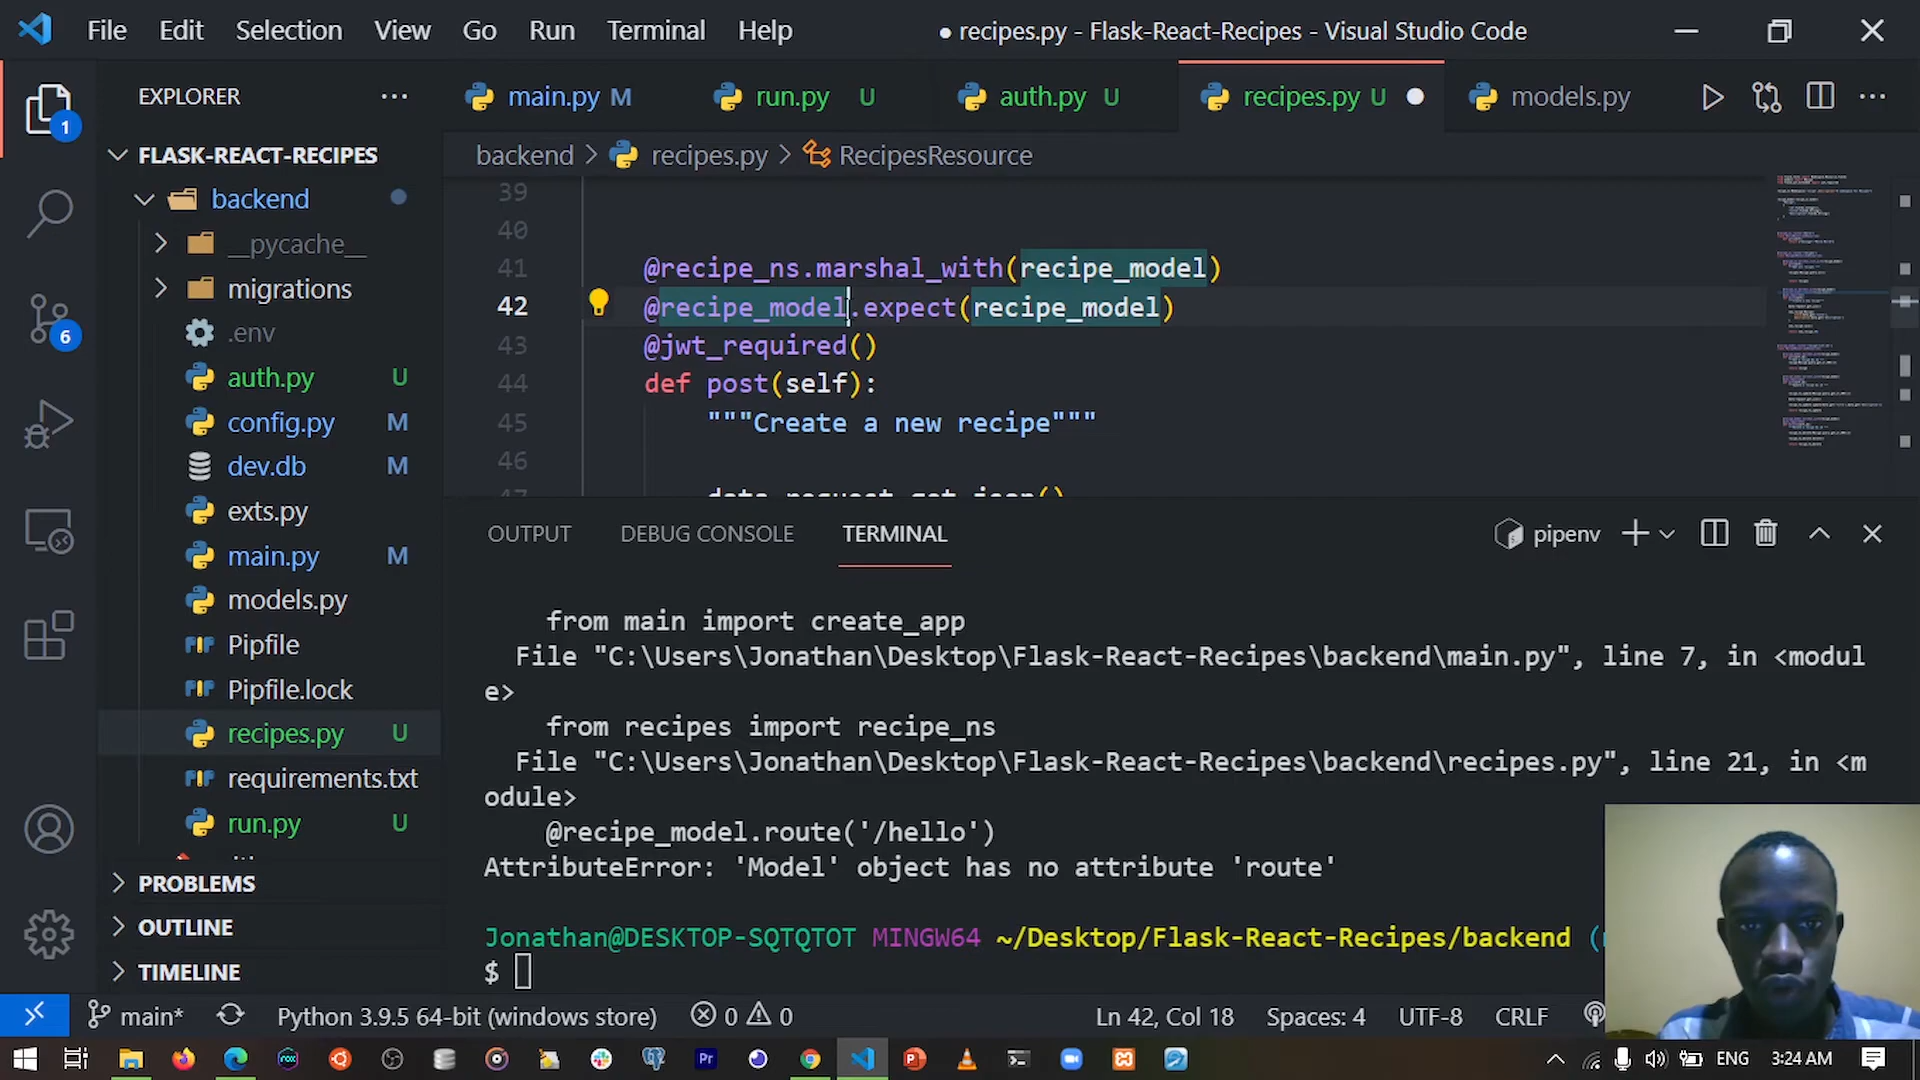 File Edit Selection View Go Run Terminal Help
● recipes.py - Flask-React-Recipes - Visual Studio Code
EXPLORER
main.py M
run.py U
auth.py U
recipes.py U
models.py
FLASK-REACT-RECIPES
backend > recipes.py > RecipesResource
backend
__pycache__
migrations
.env
auth.py U
config.py M
dev.db M
exts.py
main.py M
models.py
Pipfile
Pipfile.lock
recipes.py U
requirements.txt
run.py U
PROBLEMS
OUTLINE
TIMELINE
1
6
39
40
41 @recipe_ns.marshal_with(recipe_model)
42 @recipe_model.expect(recipe_model)
43 @jwt_required()
44 def post(self):
45 """Create a new recipe"""
46
OUTPUT DEBUG CONSOLE TERMINAL
pipenv
from main import create_app
File "C:\Users\Jonathan\Desktop\Flask-React-Recipes\backend\main.py", line 7, in <modul
e>
from recipes import recipe_ns
File "C:\Users\Jonathan\Desktop\Flask-React-Recipes\backend\recipes.py", line 21, in <m
odule>
@recipe_model.route('/hello')
AttributeError: 'Model' object has no attribute 'route'
Jonathan@DESKTOP-SQTQTOT MINGW64 ~/Desktop/Flask-React-Recipes/backend (
$
main* Python 3.9.5 64-bit (windows store) 0 0
Ln 42, Col 18 Spaces: 4 UTF-8 CRLF
ENG 3:24 AM